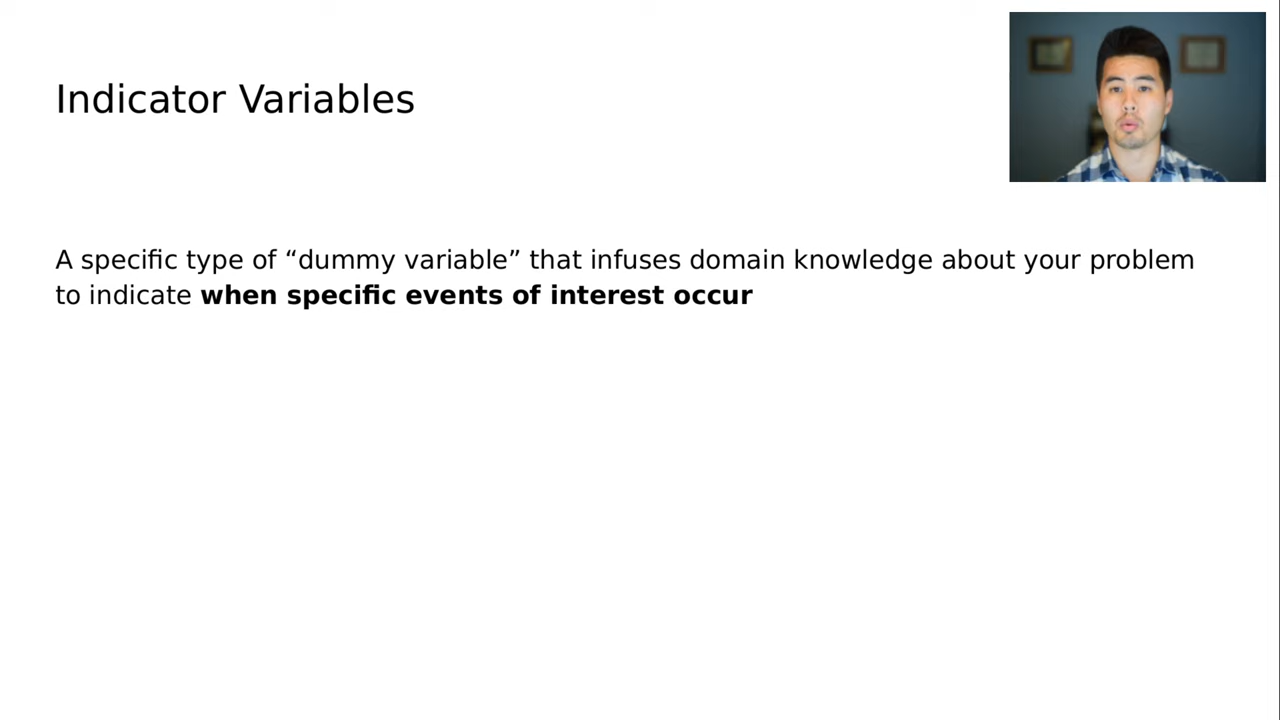 Indicator Variables
A specific type of “dummy variable” that infuses domain knowledge about your problem
to indicate when specific events of interest occur